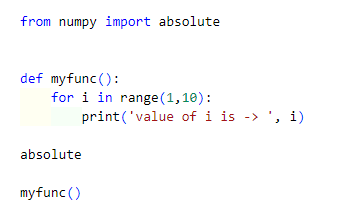 from numpy import absolute
def myfunc():
    for i in range(1,10):
        print('value of i is -> ', i)
absolute
myfunc()